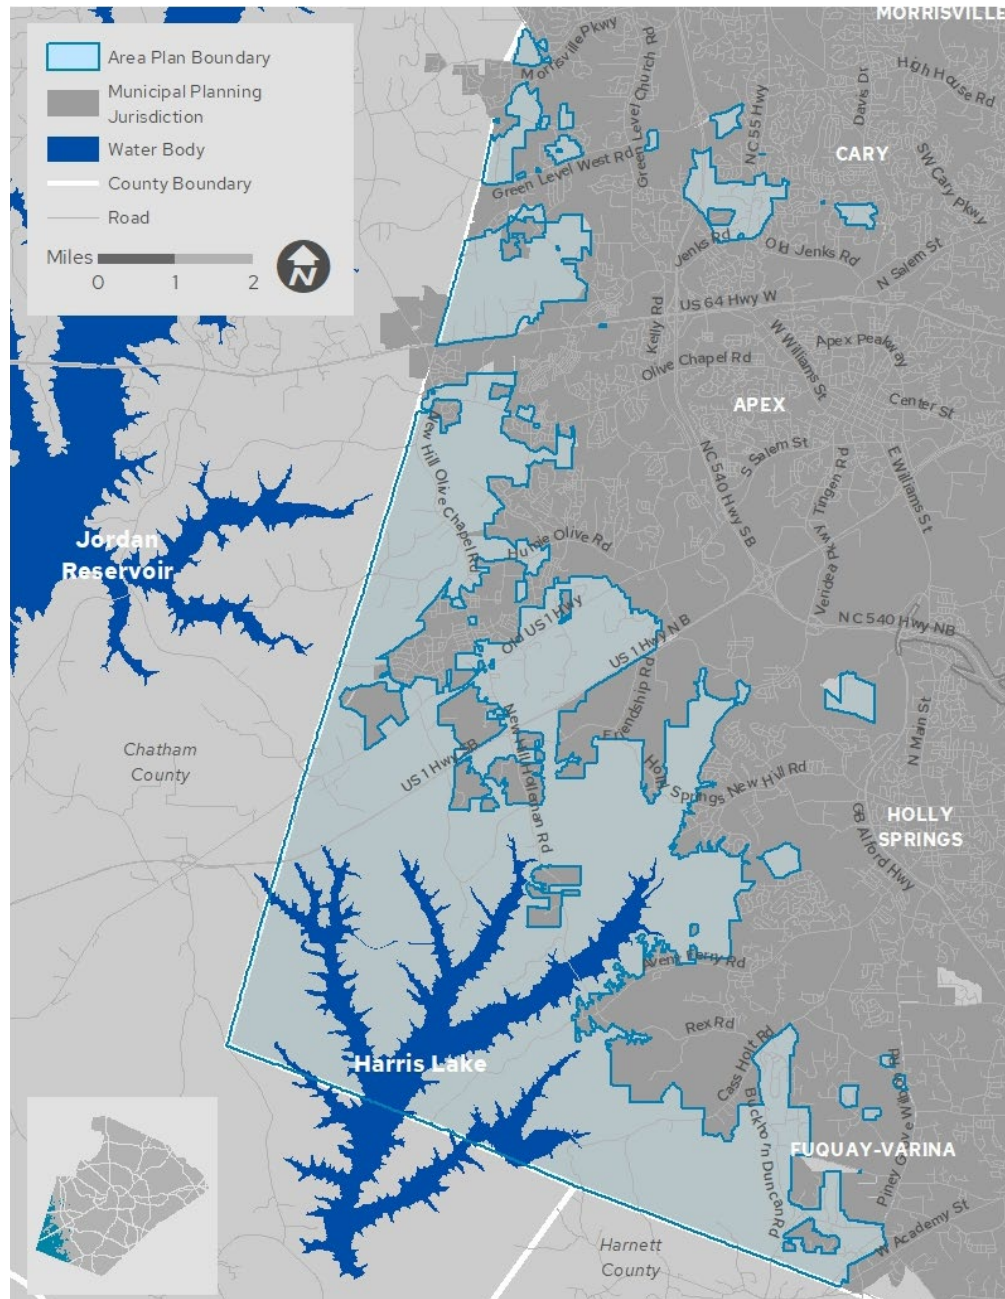 MORRISVILLE
Area Plan Boundary
Municipal Planning
Jurisdiction
Water Body
County Boundary
Road
Miles
0 1 2
N
Morrisville Pkwy
Green Level Church Rd
NC 55 Hwy
Davis Dr
High House Rd
CARY
SW Cary Pkwy
Green Level West Rd
Jenks Rd
Old Jenks Rd
N Salem St
US 64 Hwy W
Kelly Rd
Olive Chapel Rd
W Williams St
Apex Peakway
APEX
Center St
New Hill Olive Chapel Rd
NC 540 Hwy SB
S Salem St
Tingen Rd
E Williams St
Jordan
Reservoir
Humie Olive Rd
Veridea Pkwy
Old US 1 Hwy
US 1 Hwy NB
NC 540 Hwy NB
Friendship Rd
N Main St
Chatham
County
US 1 Hwy SB
New Hill Holleman Rd
Holly Springs New Hill Rd
HOLLY
SPRINGS
GB Alford Hwy
Avent Ferry Rd
Rex Rd
Cass Holt Rd
Harris Lake
Buckhorn Duncan Rd
Piney Grove Wilbon Rd
FUQUAY-VARINA
W Academy St
Harnett
County